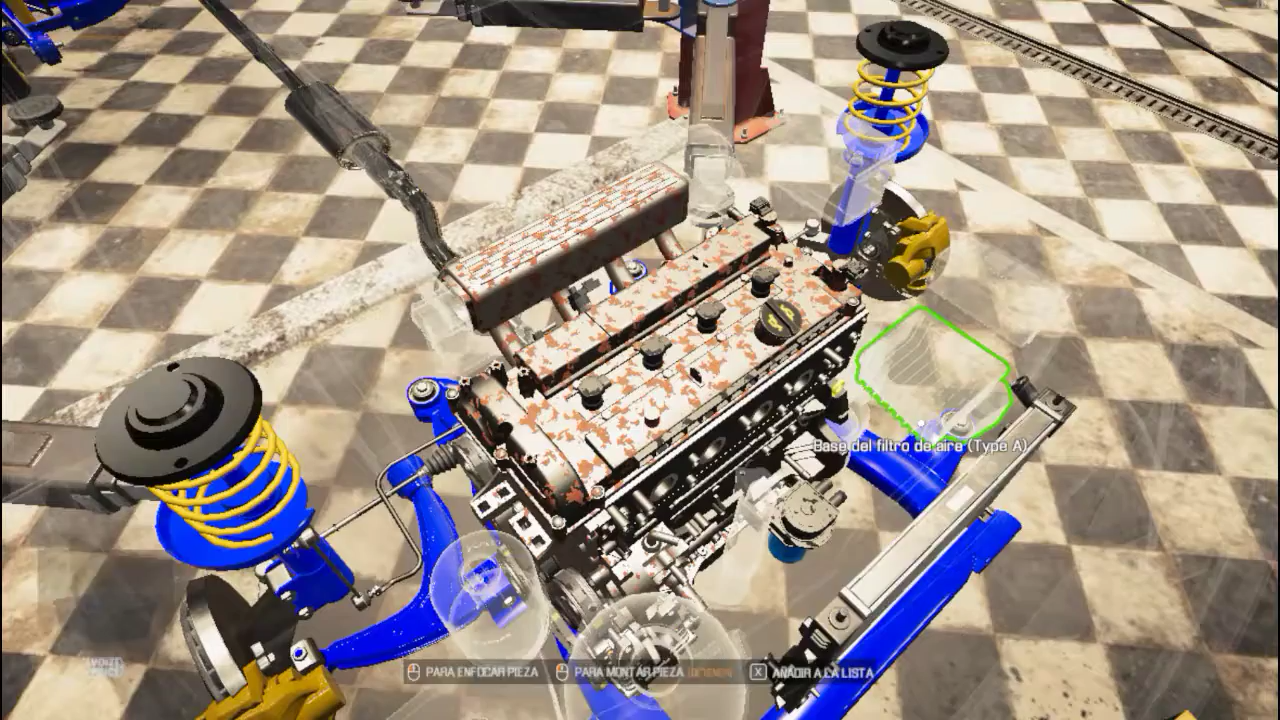 Base del filtro de aire (Type A)
PARA ENFOCAR PIEZA PARA MONTAR PIEZA X AÑADIR A LA LISTA